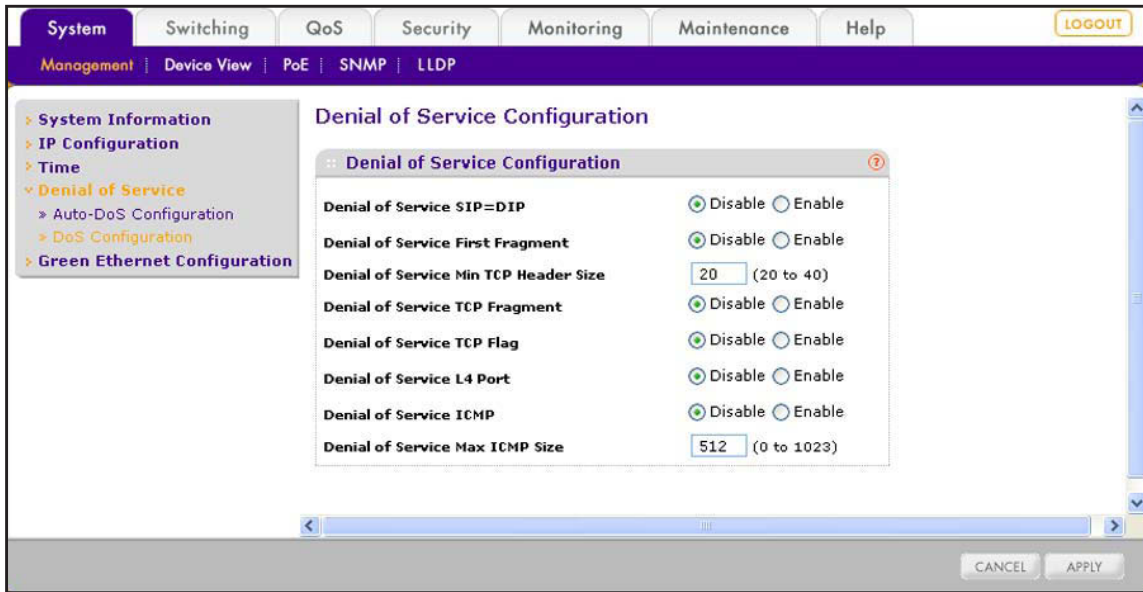 System Switching QoS Security Monitoring Maintenance Help LOGOUT
Management Device View PoE SNMP LLDP
System Information
IP Configuration
Time
Denial of Service
» Auto-DoS Configuration
» DoS Configuration
Green Ethernet Configuration
Denial of Service Configuration
Denial of Service Configuration ?
Denial of Service SIP=DIP Disable Enable
Denial of Service First Fragment Disable Enable
Denial of Service Min TCP Header Size 20 (20 to 40)
Denial of Service TCP Fragment Disable Enable
Denial of Service TCP Flag Disable Enable
Denial of Service L4 Port Disable Enable
Denial of Service ICMP Disable Enable
Denial of Service Max ICMP Size 512 (0 to 1023)
CANCEL APPLY